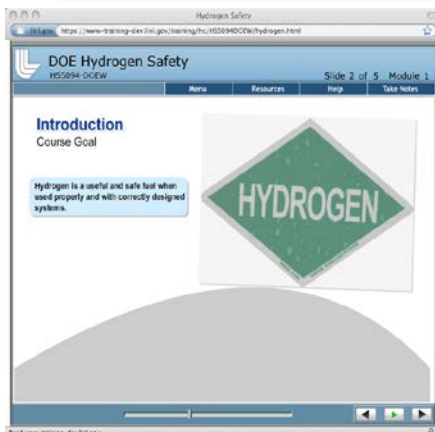 Hydrogen Safety
https://www-training-dev.llnl.gov/training/hc/HS5094DOEW/hydrogen.html
DOE Hydrogen Safety
HS5094-DOEW
Slide 2 of 5 Module 1
Menu Resources Help Take Notes
Introduction
Course Goal
Hydrogen is a useful and safe fuel when
used properly and with correctly designed
systems.
HYDROGEN